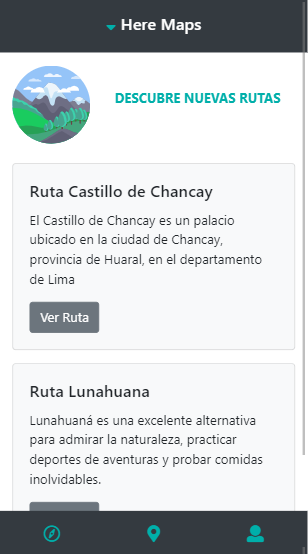 Here Maps
DESCUBRE NUEVAS RUTAS
Ruta Castillo de Chancay
El Castillo de Chancay es un palacio
ubicado en la ciudad de Chancay,
provincia de Huaral, en el departamento
de Lima
Ver Ruta
Ruta Lunahuana
Lunahuaná es una excelente alternativa
para admirar la naturaleza, practicar
deportes de aventuras y probar comidas
inolvidables.